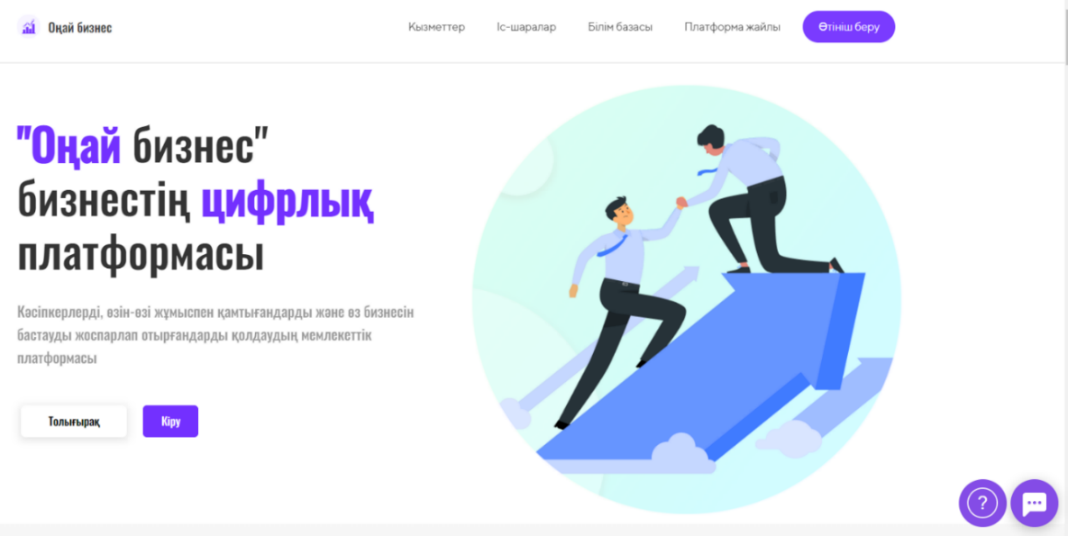 Оңай бизнес
Қызметтер
Іс-шаралар
Білім базасы
Платформа жайлы
Өтініш беру
"Оңай бизнес"
бизнестің цифрлық
платформасы
Кәсіпкерлерді, өзін-өзі жұмыспен қамтығандарды және өз бизнесін
бастауды жоспарлап отырғандарды қолдаудың мемлекеттік
платформасы
Толығырақ
Кіру
?